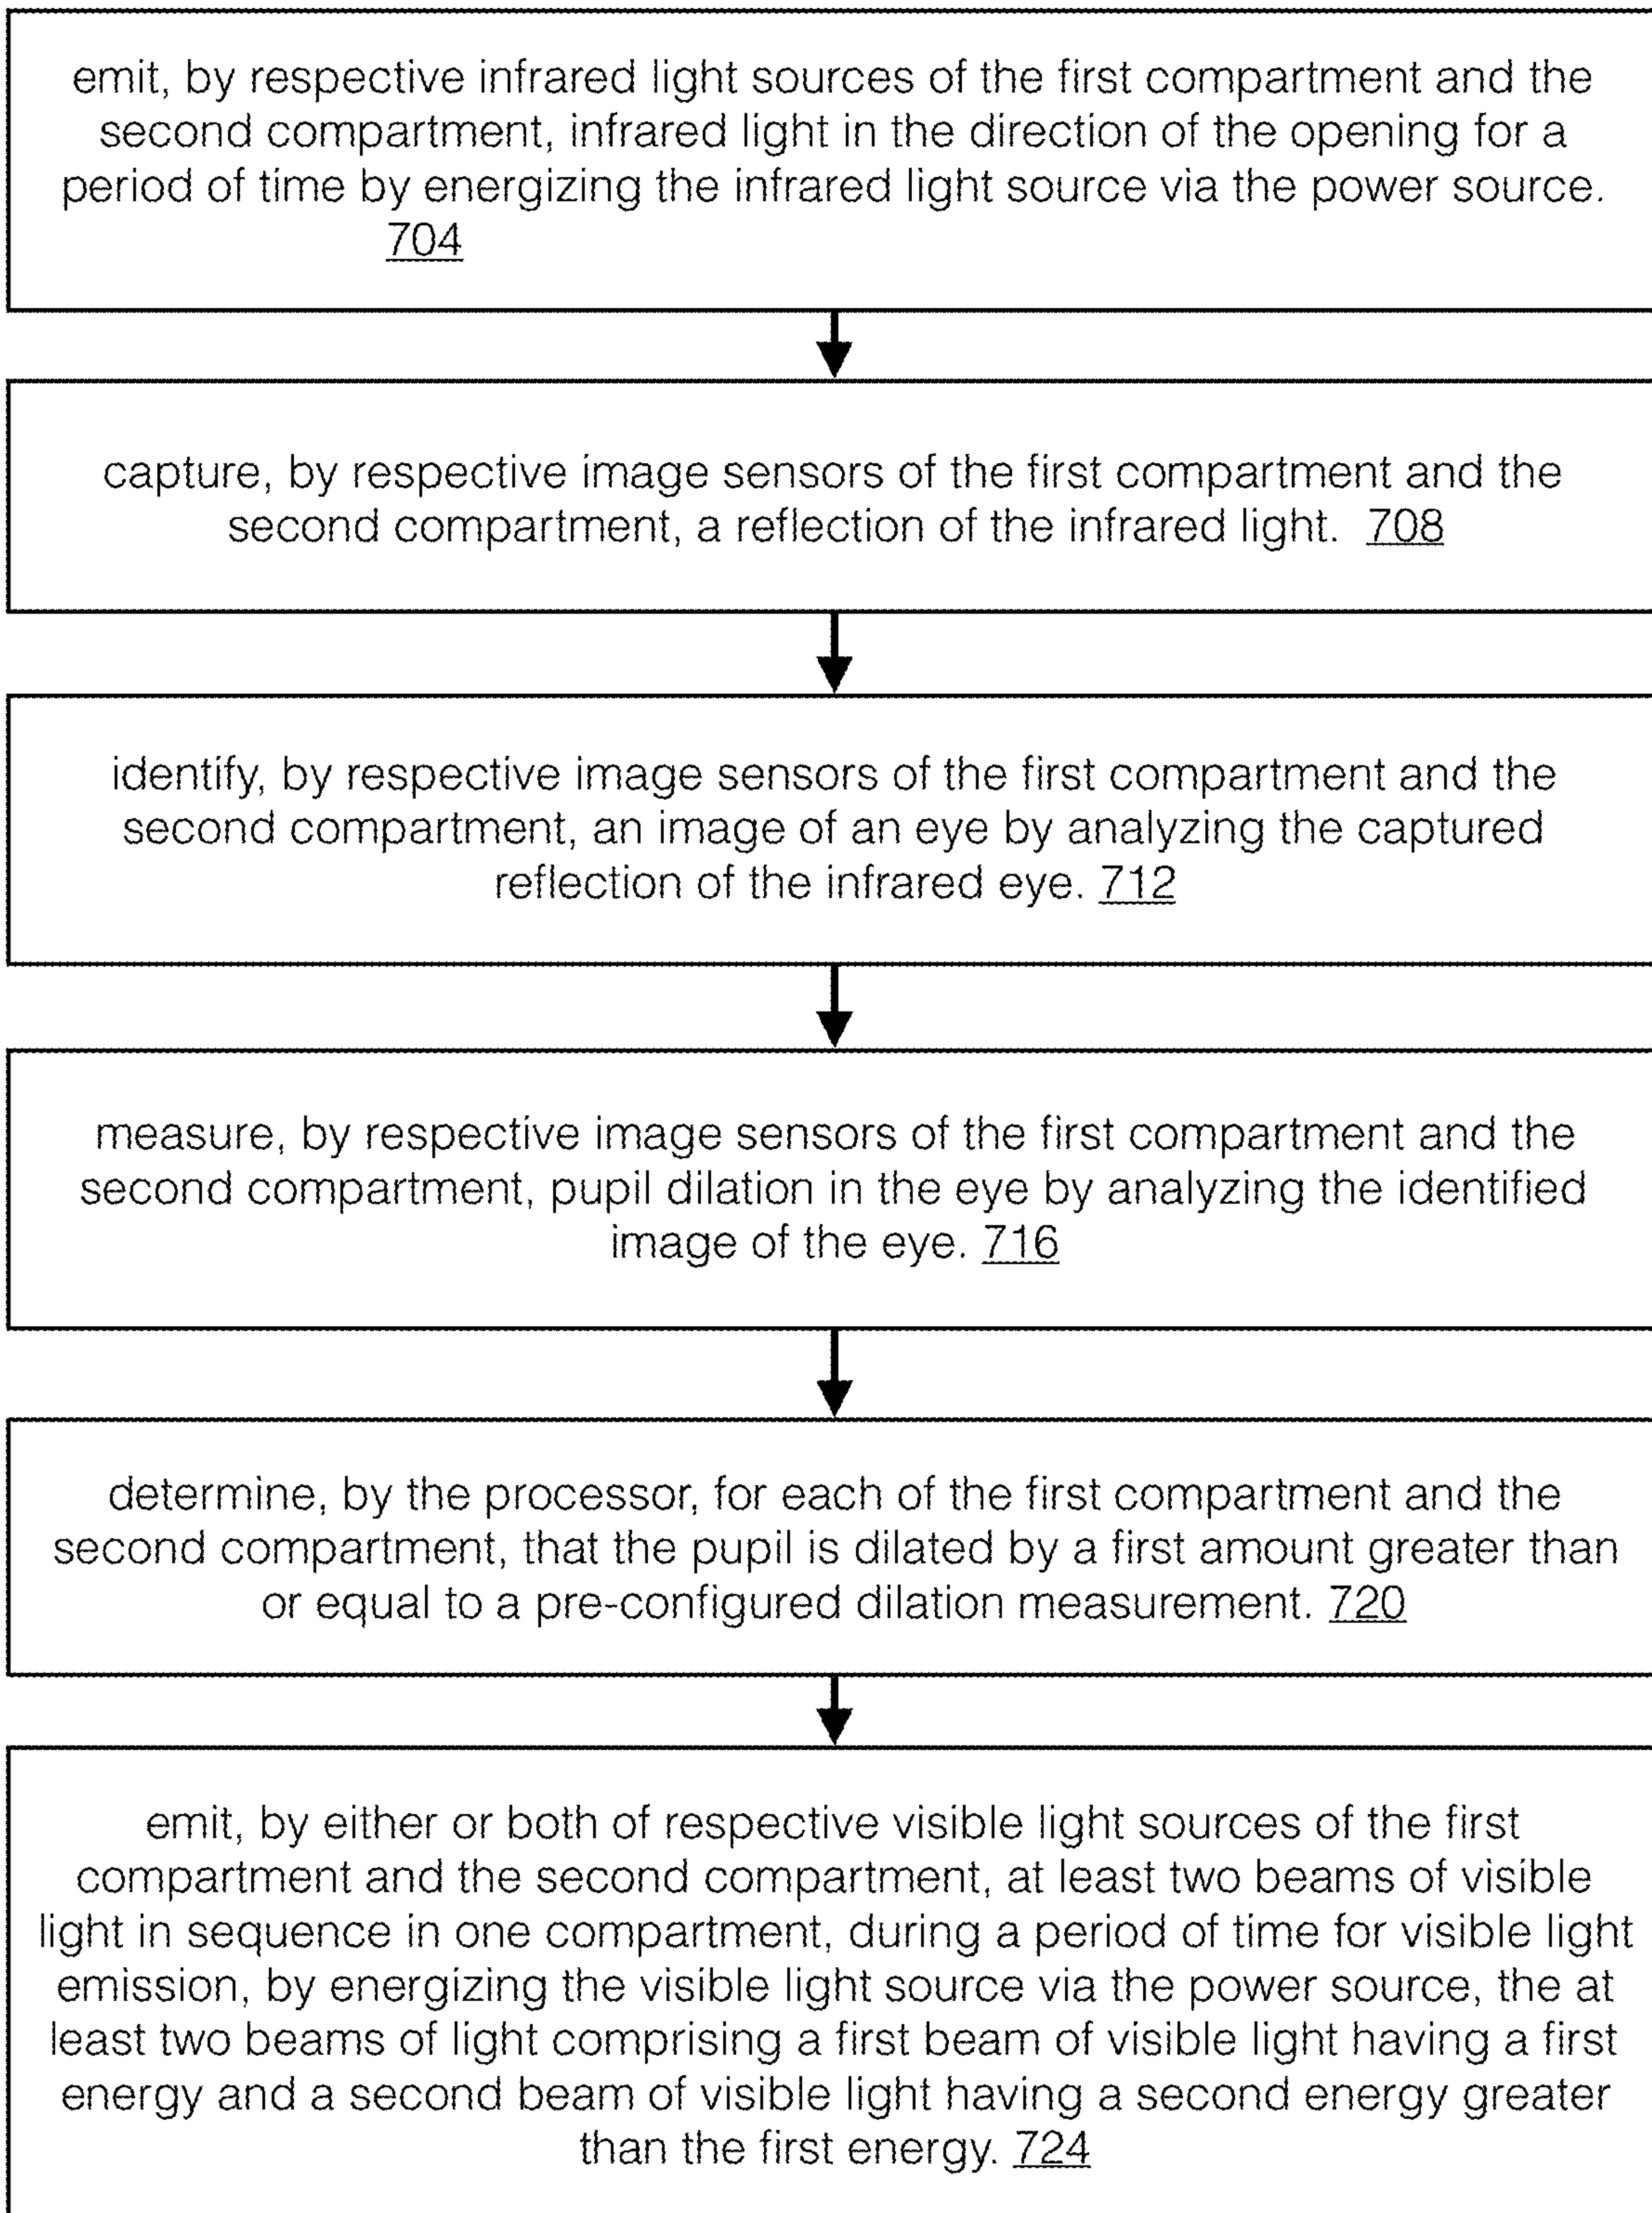 emit, by respective infrared light sources of the first compartment and the
second compartment, infrared light in the direction of the opening for a
period of time by energizing the infrared light source via the power source.
704
capture, by respective image sensors of the first compartment and the
second compartment, a reflection of the infrared light. 708
identify, by respective image sensors of the first compartment and the
second compartment, an image of an eye by analyzing the captured
reflection of the infrared eye. 712
measure, by respective image sensors of the first compartment and the
second compartment, pupil dilation in the eye by analyzing the identified
image of the eye. 716
determine, by the processor, for each of the first compartment and the
second compartment, that the pupil is dilated by a first amount greater than
or equal to a pre-configured dilation measurement. 720
emit, by either or both of respective visible light sources of the first
compartment and the second compartment, at least two beams of visible
light in sequence in one compartment, during a period of time for visible light
emission, by energizing the visible light source via the power source, the at
least two beams of light comprising a first beam of visible light having a first
energy and a second beam of visible light having a second energy greater
than the first energy. 724